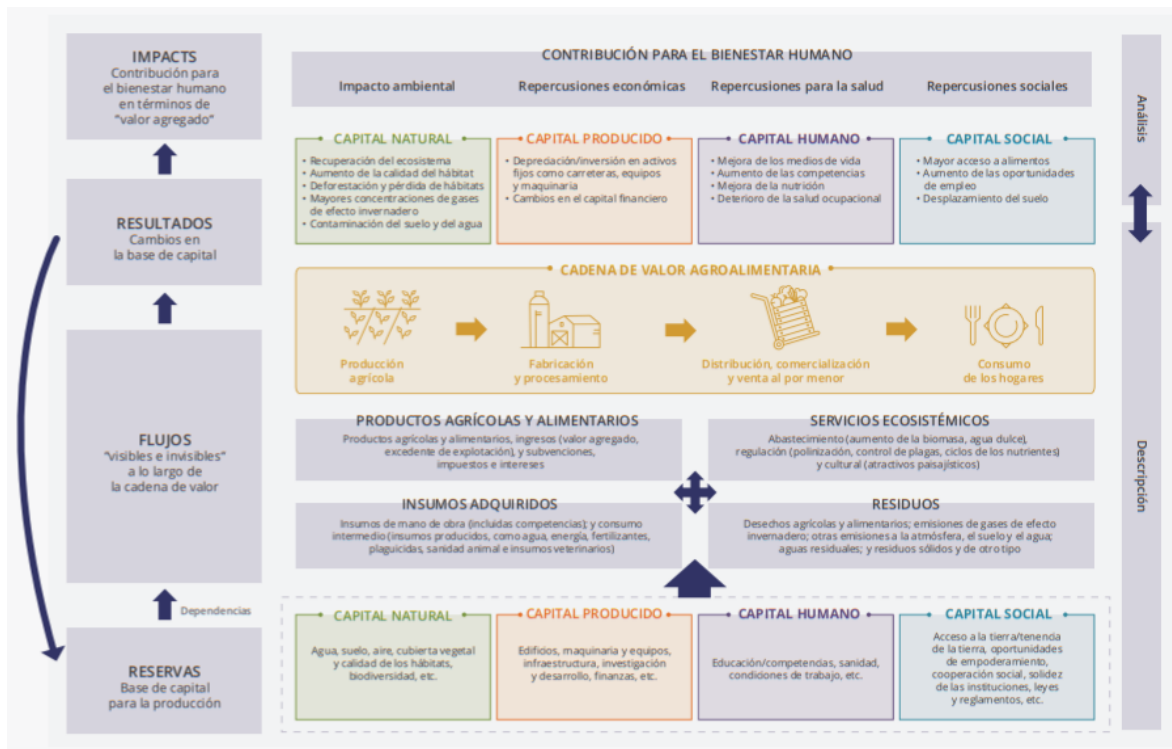 IMPACTS
Contribución para
el bienestar humano
en términos de
“valor agregado”
RESULTADOS
Cambios en
la base de capital
FLUJOS
“visibles e invisibles”
a lo largo de
la cadena de valor
Dependencias
RESERVAS
Base de capital
para la producción
CONTRIBUCIÓN PARA EL BIENESTAR HUMANO
Impacto ambiental
Repercusiones económicas
Repercusiones para la salud
Repercusiones sociales
CAPITAL NATURAL
• Recuperación del ecosistema
• Aumento de la calidad del hábitat
• Deforestación y pérdida de hábitats
• Mayores concentraciones de gases
de efecto invernadero
• Contaminación del suelo y del agua
CAPITAL PRODUCIDO
• Depreciación/inversión en activos
fijos como carreteras, equipos
y maquinaria
• Cambios en el capital financiero
CAPITAL HUMANO
• Mejora de los medios de vida
• Aumento de las competencias
• Mejora de la nutrición
• Deterioro de la salud ocupacional
CAPITAL SOCIAL
• Mayor acceso a alimentos
• Aumento de las oportunidades
de empleo
• Desplazamiento del suelo
CADENA DE VALOR AGROALIMENTARIA
Producción
agrícola
Fabricación
y procesamiento
Distribución, comercialización
y venta al por menor
Consumo
de los hogares
PRODUCTOS AGRÍCOLAS Y ALIMENTARIOS
Productos agrícolas y alimentarios, ingresos (valor agregado,
excedente de explotación), y subvenciones,
impuestos e intereses
SERVICIOS ECOSISTÉMICOS
Abastecimiento (aumento de la biomasa, agua dulce),
regulación (polinización, control de plagas, ciclos de los nutrientes)
y cultural (atractivos paisajísticos)
INSUMOS ADQUIRIDOS
Insumos de mano de obra (incluidas competencias); y consumo
intermedio (insumos producidos, como agua, energía, fertilizantes,
plaguicidas, sanidad animal e insumos veterinarios)
RESIDUOS
Desechos agrícolas y alimentarios; emisiones de gases de efecto
invernadero; otras emisiones a la atmósfera, el suelo y el agua;
aguas residuales; y residuos sólidos y de otro tipo
CAPITAL NATURAL
Agua, suelo, aire, cubierta vegetal
y calidad de los hábitats,
biodiversidad, etc.
CAPITAL PRODUCIDO
Edificios, maquinaria y equipos,
infraestructura, investigación
y desarrollo, finanzas, etc.
CAPITAL HUMANO
Educación/competencias, sanidad,
condiciones de trabajo, etc.
CAPITAL SOCIAL
Acceso a la tierra/tenencia
de la tierra, oportunidades
de empoderamiento,
cooperación social, solidez
de las instituciones, leyes
y reglamentos, etc.
Análisis
Descripción